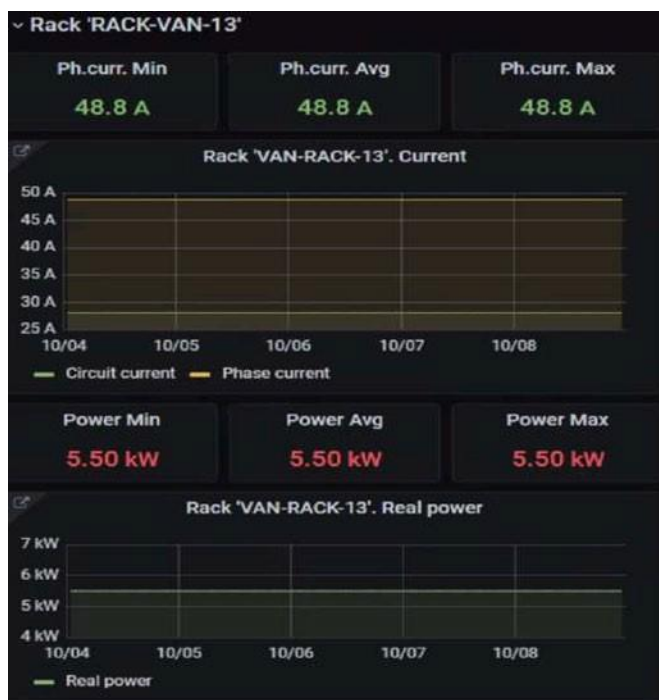 Rack 'RACK-VAN-13'
Ph.curr. Min Ph.curr. Avg Ph.curr. Max
48.8 A 48.8 A 48.8 A
Rack 'VAN-RACK-13'. Current
50 A
45 A
40 A
35 A
30 A
25 A
10/04 10/05 10/06 10/07 10/08
Circuit current Phase current
Power Min Power Avg Power Max
5.50 kW 5.50 kW 5.50 kW
Rack 'VAN-RACK-13'. Real power
7 kW
6 kW
5 kW
4 kW
10/04 10/05 10/06 10/07 10/08
Real power